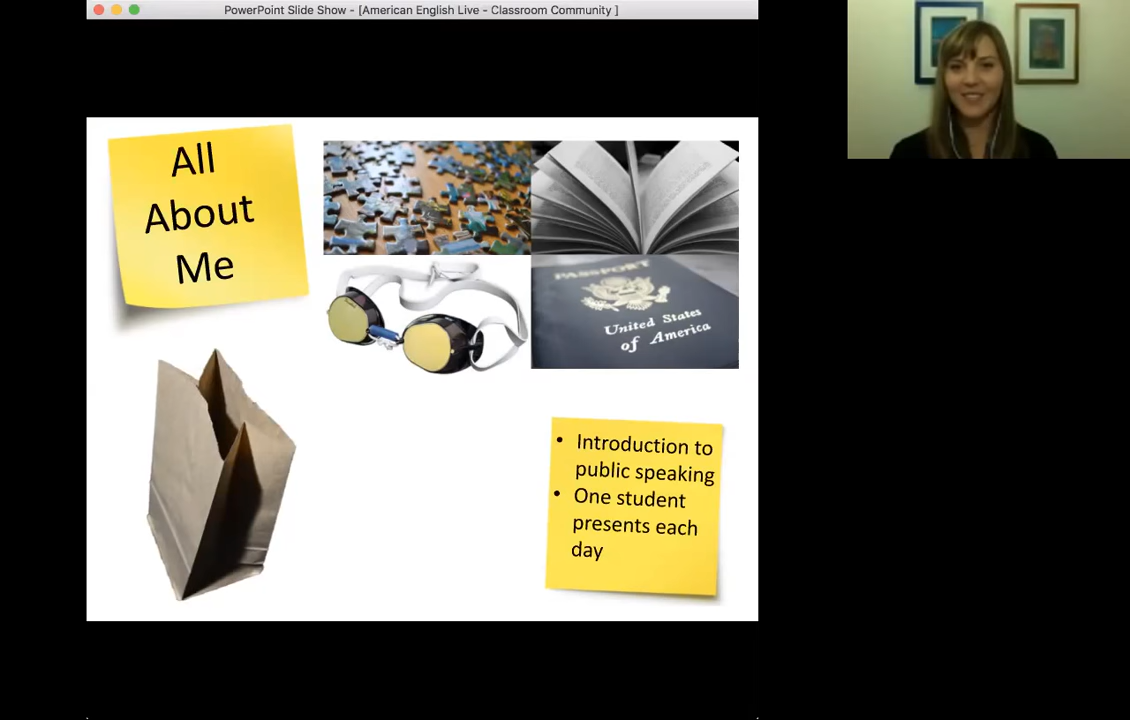 PowerPoint Slide Show - [American English Live - Classroom Community ]
All
About
Me
PASSPORT
United States
of America
• Introduction to
public speaking
• One student
presents each
day